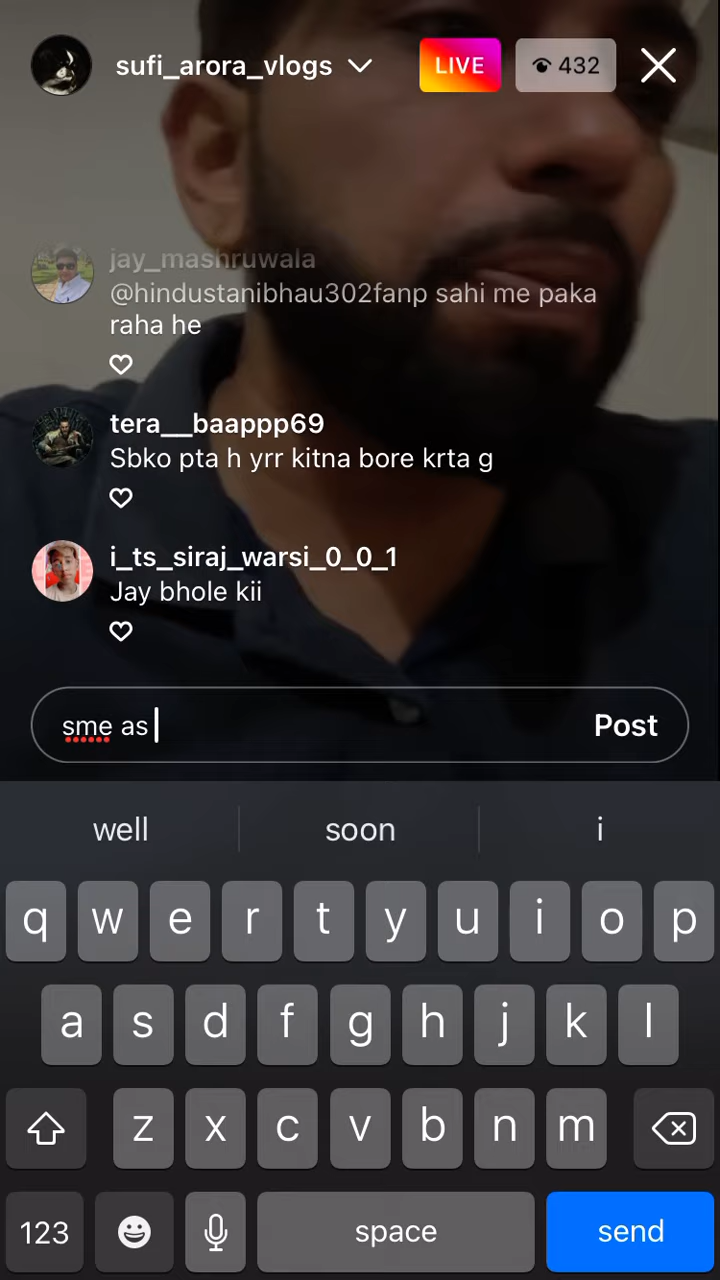 sufi_arora_vlogs
LIVE
432
jay_mashruwala
@hindustanibhau302fanp sahi me paka
raha he
tera__baappp69
Sbko pta h yrr kitna bore krta g
i_ts_siraj_warsi_0_0_1
Jay bhole kii
sme as
Post
well soon i
q w e r t y u i o p
a s d f g h j k l
z x c v b n m
123 space send